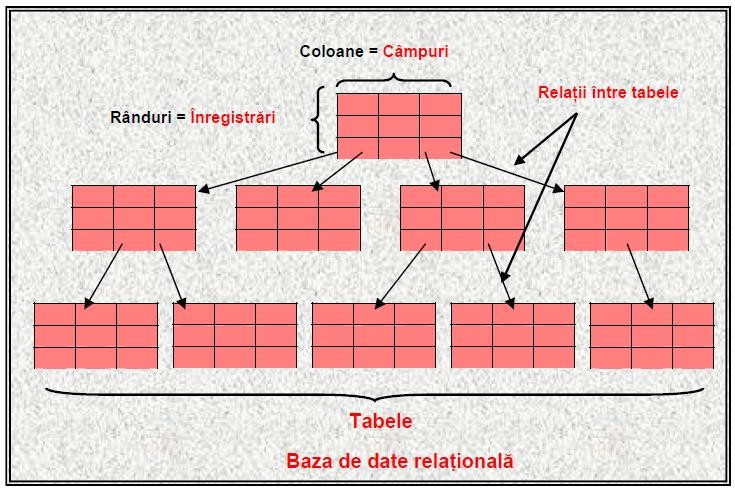 Coloane = Câmpuri
Relații între tabele
Rânduri = Înregistrări
Tabele
Baza de date relațională